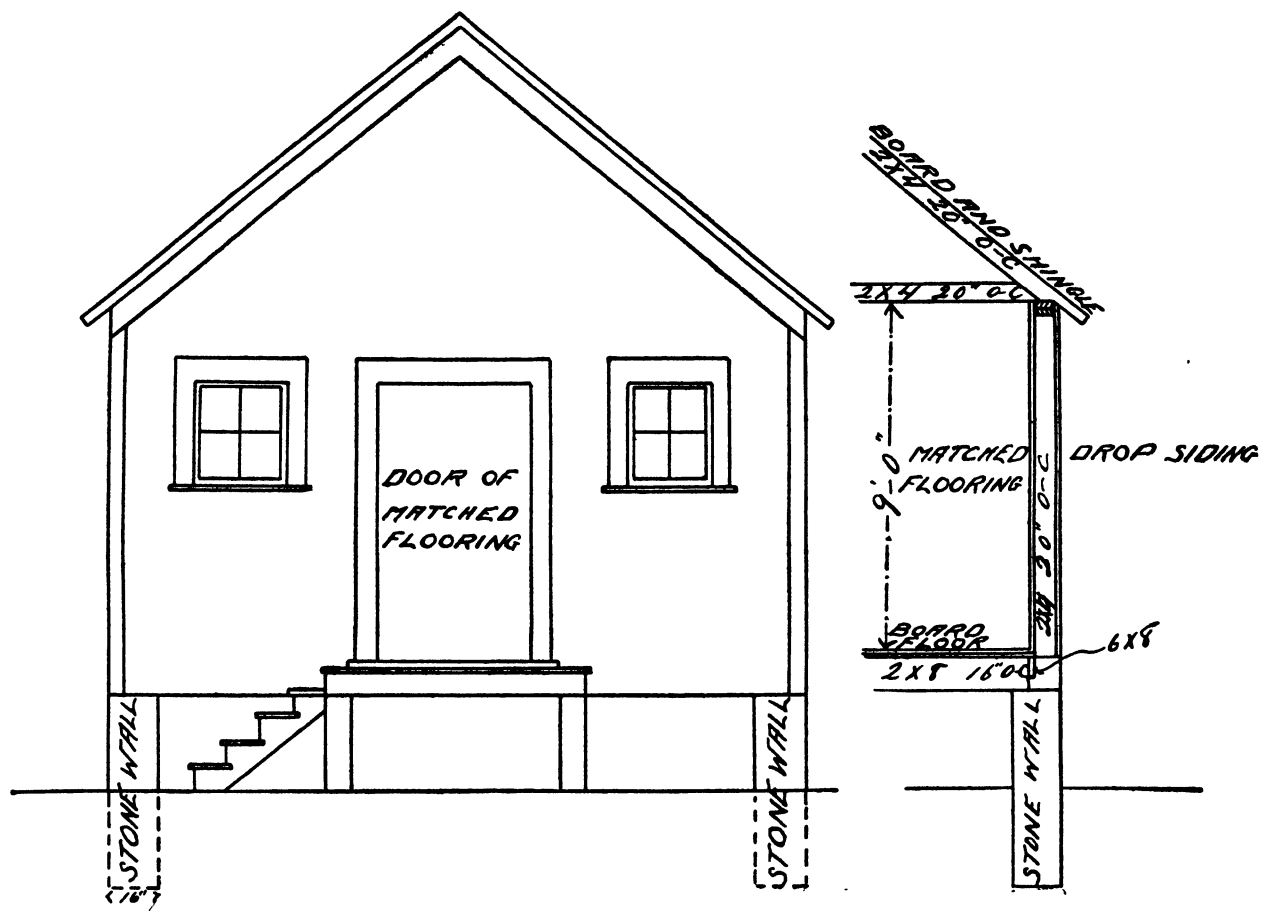 DOOR OF
MATCHED
FLOORING
STONE WALL
16"
STONE WALL
BOARD AND SHINGLE
2X4 20" O-C
2X4 20" O-C
9'-0"
MATCHED
FLOORING
DROP SIDING
2X4 30" O-C
BOARD
FLOOR
6X8
2X8 16" O-C
STONE WALL